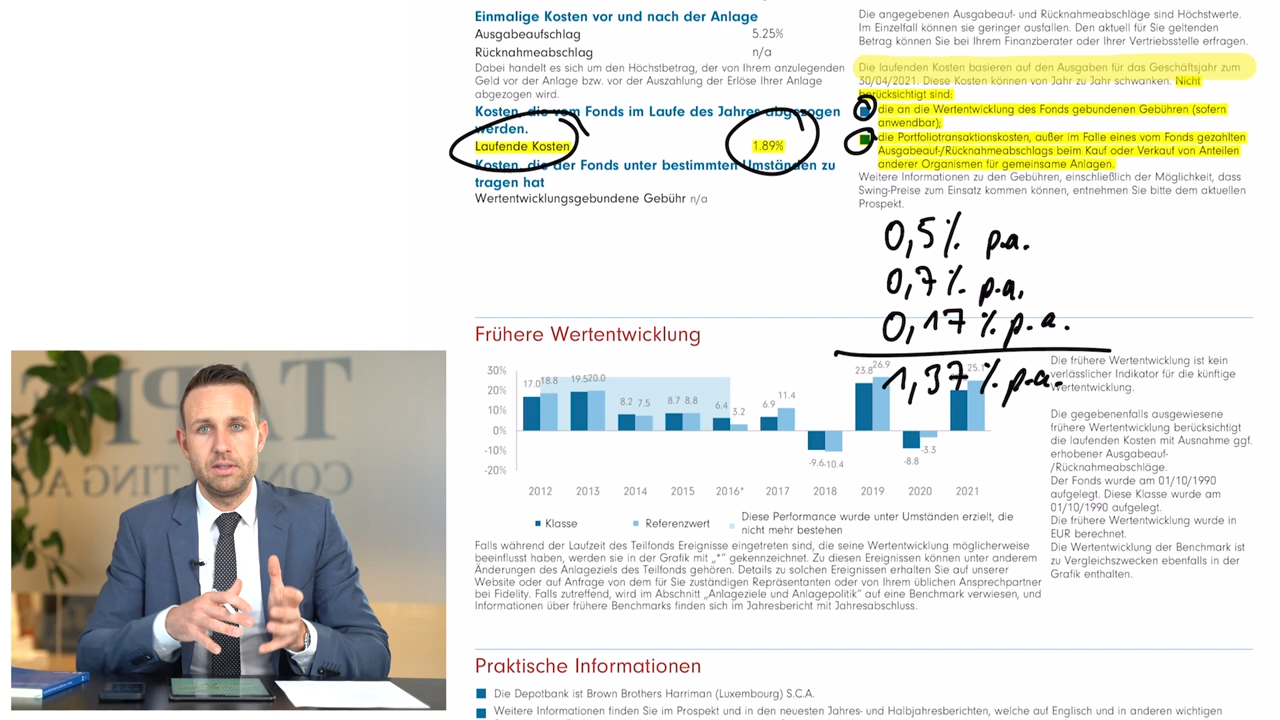 Einmalige Kosten vor und nach der Anlage
Ausgabeaufschlag 5.25%
Rücknahmeabschlag n/a
Dabei handelt es sich um den Höchstbetrag, der von Ihrem anzulegenden
Geld vor der Anlage bzw. vor der Auszahlung der Erlöse Ihrer Anlage
abgezogen wird.
Kosten, die vom Fonds im Laufe des Jahres abgezogen
werden.
Laufende Kosten 1.89%
Kosten, die der Fonds unter bestimmten Umständen zu
tragen hat
Wertentwicklungsgebundene Gebühr n/a
Die angegebenen Ausgabeauf- und Rücknahmeabschläge sind Höchstwerte.
Im Einzelfall können sie geringer ausfallen. Den aktuell für Sie geltenden
Betrag können Sie bei Ihrem Finanzberater oder Ihrer Vertriebsstelle erfragen.
Die laufenden Kosten basieren auf den Ausgaben für das Geschäftsjahr zum
30/04/2021. Diese Kosten können von Jahr zu Jahr schwanken. Nicht
berücksichtigt sind:
die an die Wertentwicklung des Fonds gebundenen Gebühren (sofern
anwendbar);
die Portfoliotransaktionskosten, außer im Falle eines vom Fonds gezahlten
Ausgabeauf-/Rücknahmeabschlags beim Kauf oder Verkauf von Anteilen
anderer Organismen für gemeinsame Anlagen.
Weitere Informationen zu den Gebühren, einschließlich der Möglichkeit, dass
Swing-Preise zum Einsatz kommen können, entnehmen Sie bitte dem aktuellen
Prospekt.
0,5% p.a.
0,7% p.a.
0,17% p.a.
1,37% p.a.
Frühere Wertentwicklung
30%
20%
10%
0%
-10%
-20%
17.0 18.8 19.5 20.0 8.2 7.5 8.7 8.8 6.4 3.2 6.9 11.4 -9.6 -10.4 23.8 26.9 -8.8 -3.3 25.1
2012 2013 2014 2015 2016* 2017 2018 2019 2020 2021
Klasse Referenzwert Diese Performance wurde unter Umständen erzielt, die
nicht mehr bestehen
Falls während der Laufzeit des Teilfonds Ereignisse eingetreten sind, die seine Wertentwicklung möglicherweise
beeinflusst haben, werden sie in der Grafik mit „*“ gekennzeichnet. Zu diesen Ereignissen können unter anderem
Änderungen des Anlageziels des Teilfonds gehören. Details zu solchen Ereignissen erhalten Sie auf unserer
Website oder auf Anfrage von dem für Sie zuständigen Repräsentanten oder von Ihrem üblichen Ansprechpartner
bei Fidelity. Falls zutreffend, wird im Abschnitt „Anlageziele und Anlagepolitik“ auf eine Benchmark verwiesen, und
Informationen über frühere Benchmarks finden sich im Jahresbericht mit Jahresabschluss.
Die frühere Wertentwicklung ist kein
verlässlicher Indikator für die künftige
Wertentwicklung.
Die gegebenenfalls ausgewiesene
frühere Wertentwicklung berücksichtigt
die laufenden Kosten mit Ausnahme ggf.
erhobener Ausgabeauf-
/Rücknahmeabschläge.
Der Fonds wurde am 01/10/1990
aufgelegt. Diese Klasse wurde am
01/10/1990 aufgelegt.
Die frühere Wertentwicklung wurde in
EUR berechnet.
Die Wertentwicklung der Benchmark ist
zu Vergleichszwecken ebenfalls in der
Grafik enthalten.
Praktische Informationen
Die Depotbank ist Brown Brothers Harriman (Luxembourg) S.C.A.
Weitere Informationen finden Sie im Prospekt und in den neuesten Jahres- und Halbjahresberichten, welche auf Englisch und in anderen wichtigen